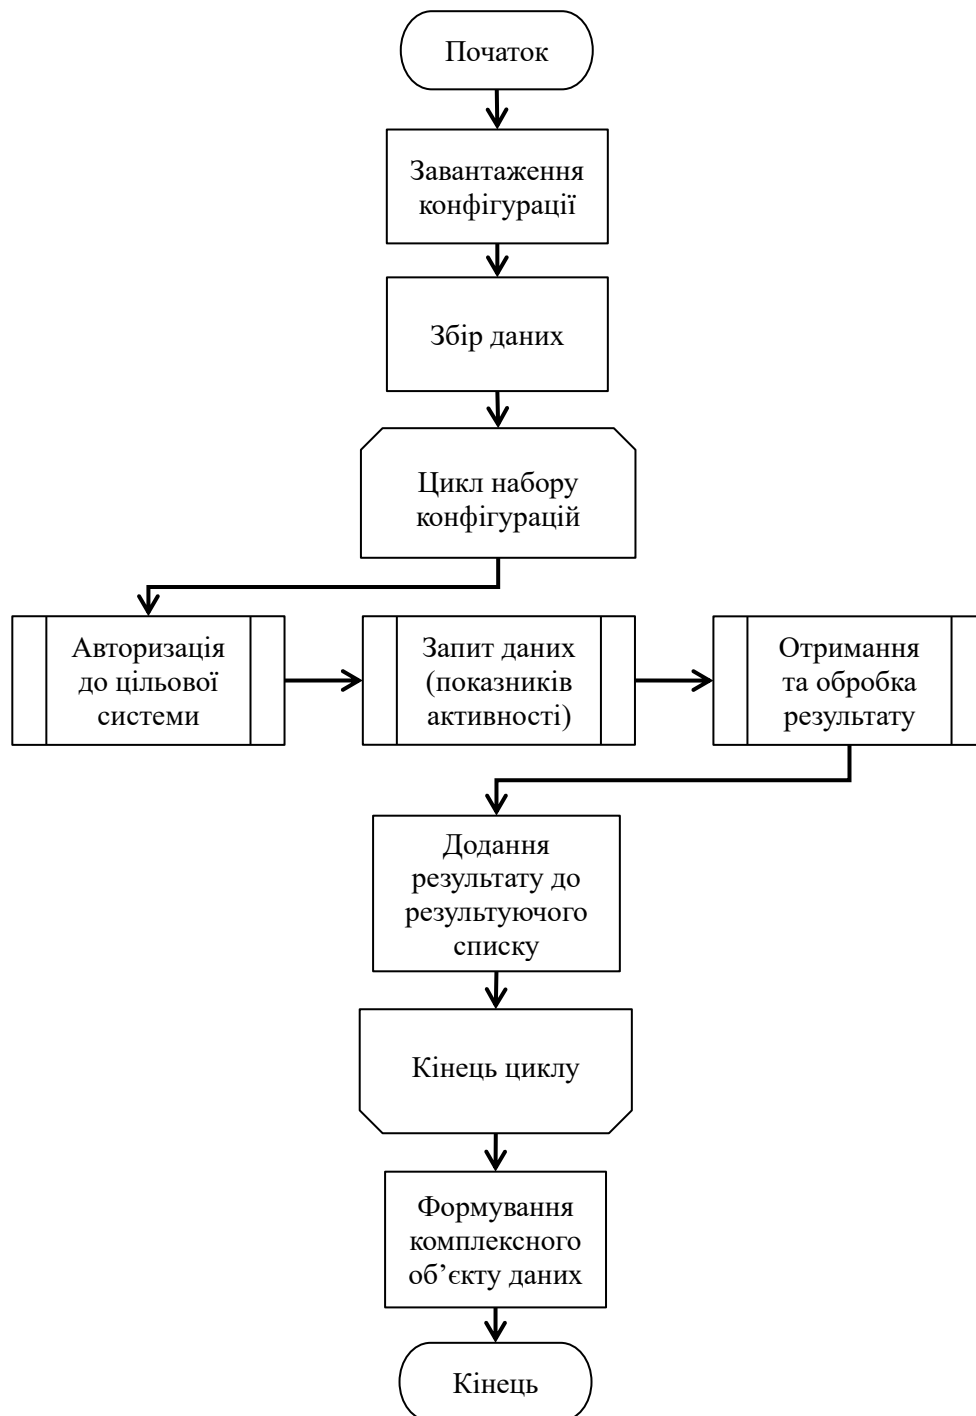 Початок
Завантаження
конфігурації
Збір даних
Цикл набору
конфігурацій
Авторизація
до цільової
системи
Запит даних
(показників
активності)
Отримання
та обробка
результату
Додання
результату до
результуючого
списку
Кінець циклу
Формування
комплексного
об’єкту даних
Кінець